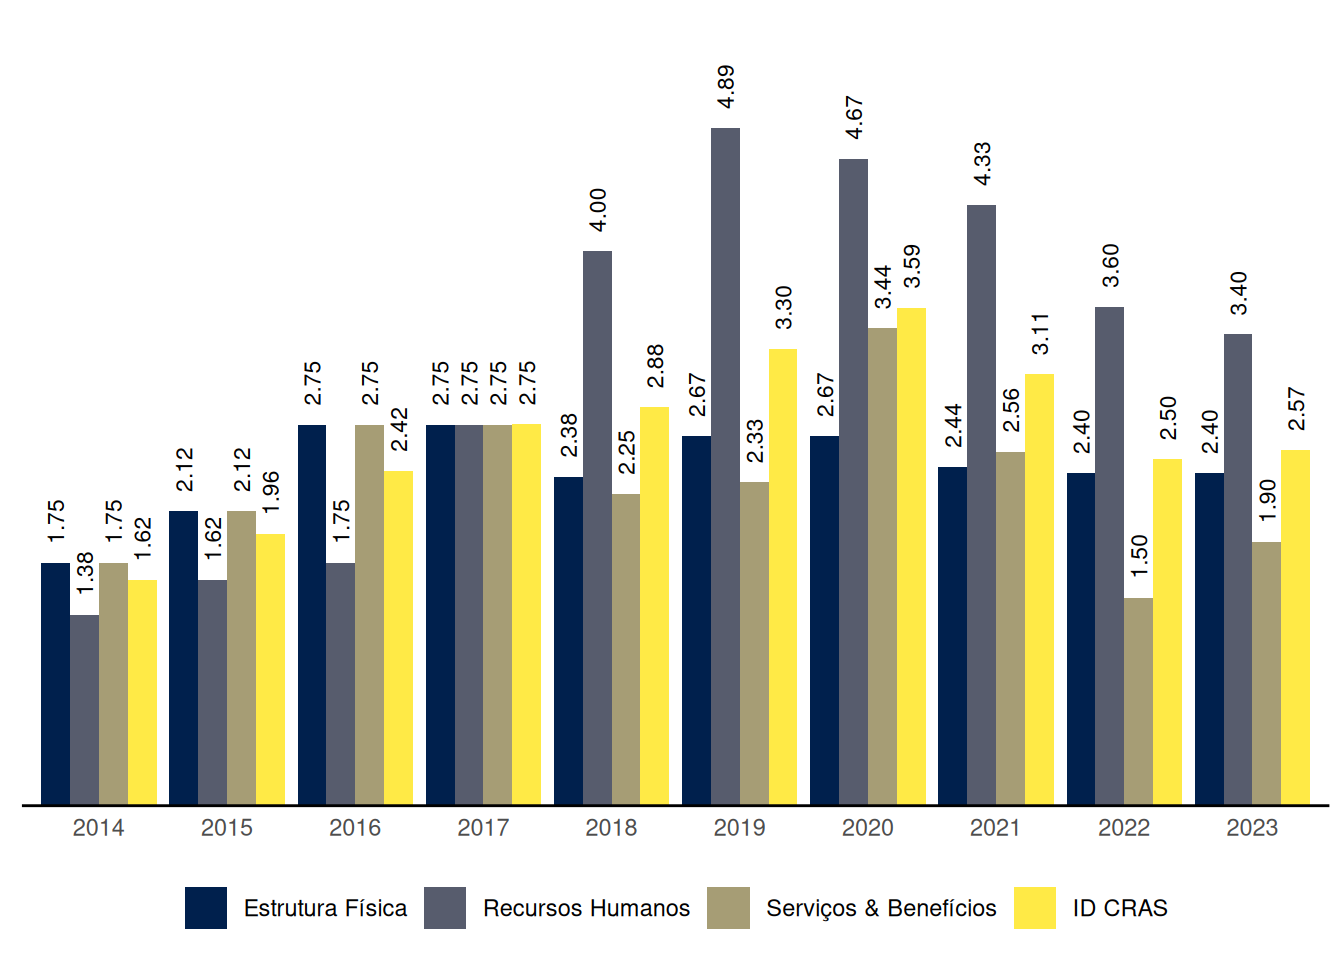 1.75 1.38 1.75 1.62
2.12 1.62 2.12 1.96
2.75 1.75 2.75 2.42
2.75 2.75 2.75 2.75
2.38 4.00 2.25 2.88
2.67 4.89 2.33 3.30
2.67 4.67 3.44 3.59
2.44 4.33 2.56 3.11
2.40 3.60 1.50 2.50
2.40 3.40 1.90 2.57
2014 2015 2016 2017 2018 2019 2020 2021 2022 2023
Estrutura Física Recursos Humanos Serviços & Benefícios ID CRAS